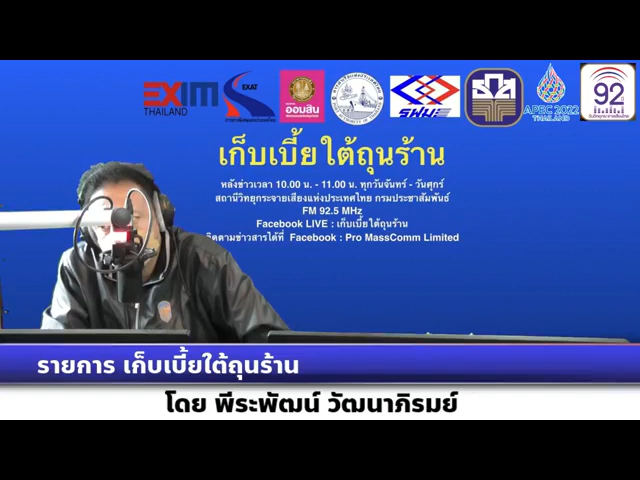 EXIM
THAILAND
EXAT
ออมสิน
รฟม
ธกส
APEC 2022
THAILAND
92
เก็บเบี้ยใต้ถุนร้าน
หลังข่าวเวลา 10.00 น. - 11.00 น. ทุกวันจันทร์ - วันศุกร์
สถานีวิทยุกระจายเสียงแห่งประเทศไทย กรมประชาสัมพันธ์
FM 92.5 MHz
Facebook LIVE : เก็บเบี้ยใต้ถุนร้าน
ติดตามข่าวสารได้ที่ Facebook : Pro MassComm Limited
รายการ เก็บเบี้ยใต้ถุนร้าน
โดย พีระพัฒน์ วัฒนาภิรมย์